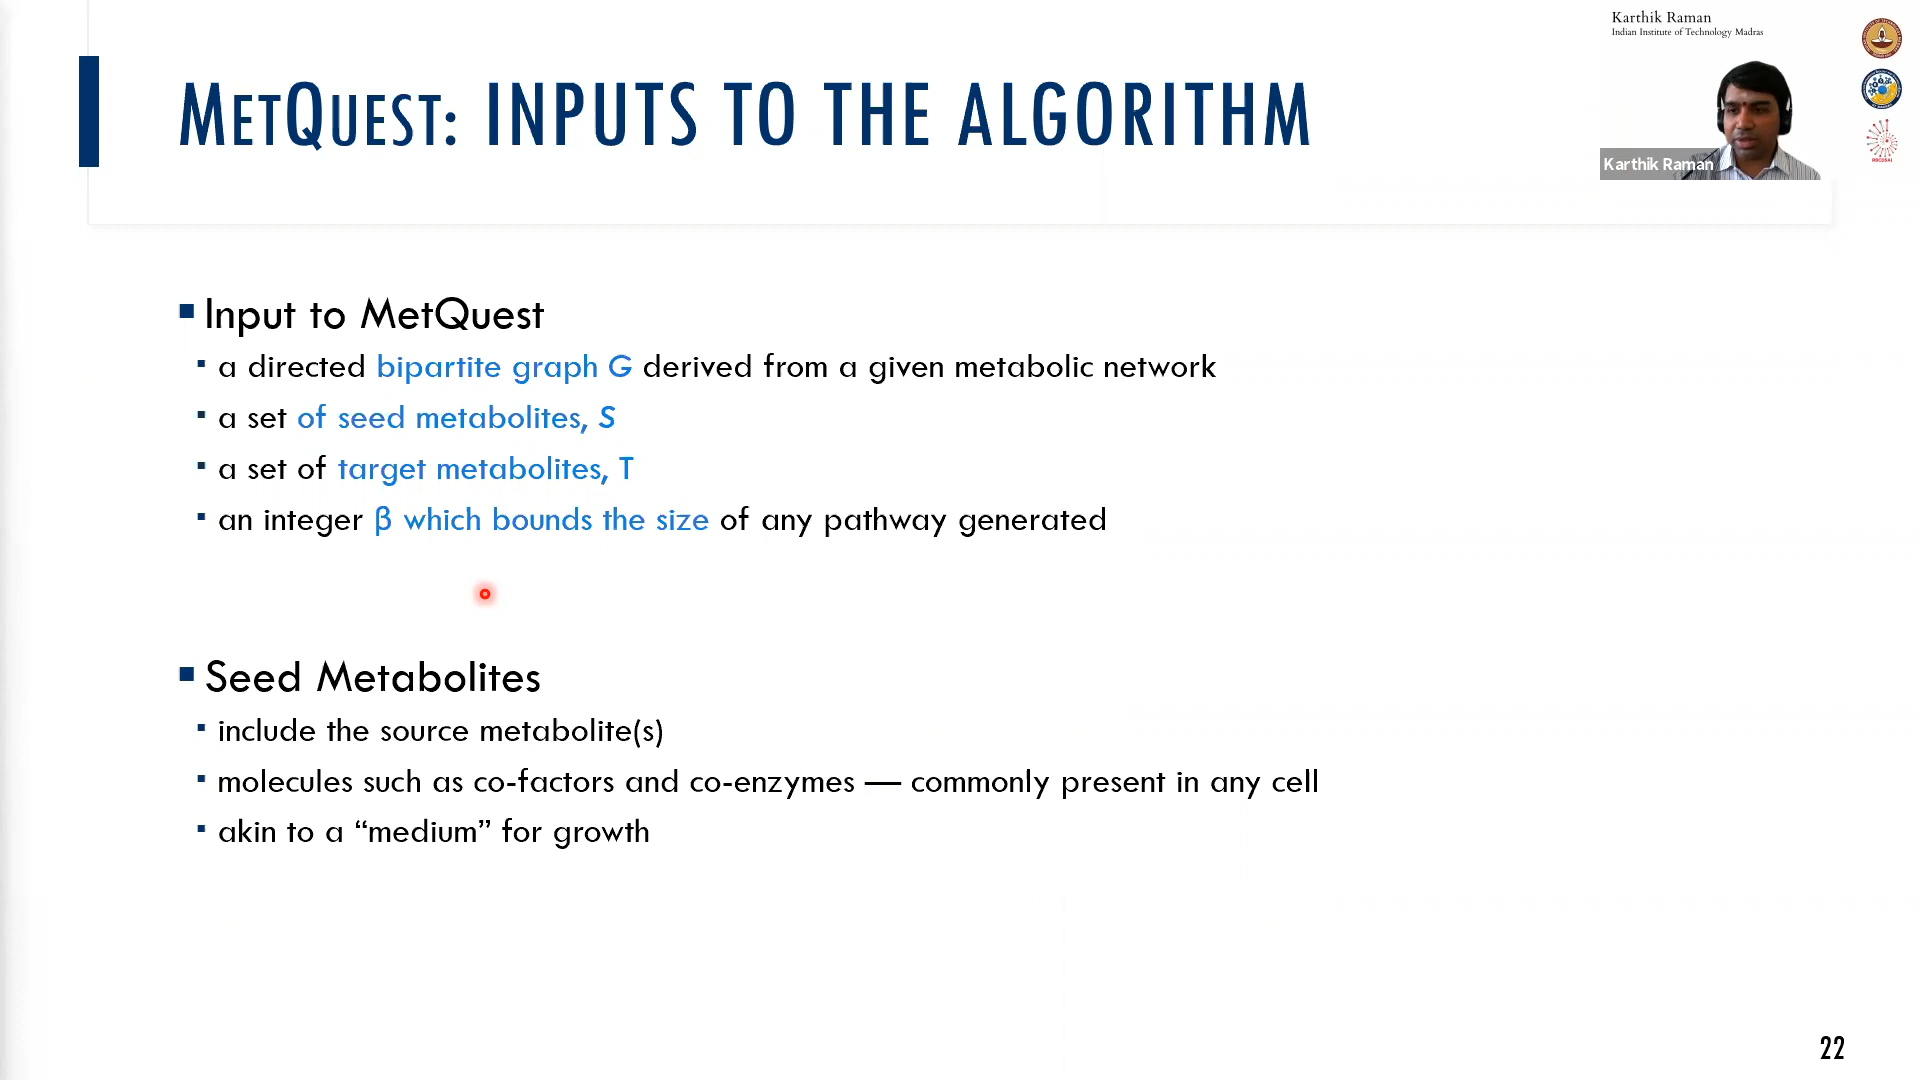 Karthik Raman
Indian Institute of Technology Madras
METQUEST: INPUTS TO THE ALGORITHM
Karthik Raman
RBCDSAI
Input to MetQuest
a directed bipartite graph G derived from a given metabolic network
a set of seed metabolites, S
a set of target metabolites, T
an integer β which bounds the size of any pathway generated
Seed Metabolites
include the source metabolite(s)
molecules such as co-factors and co-enzymes — commonly present in any cell
akin to a “medium” for growth
22